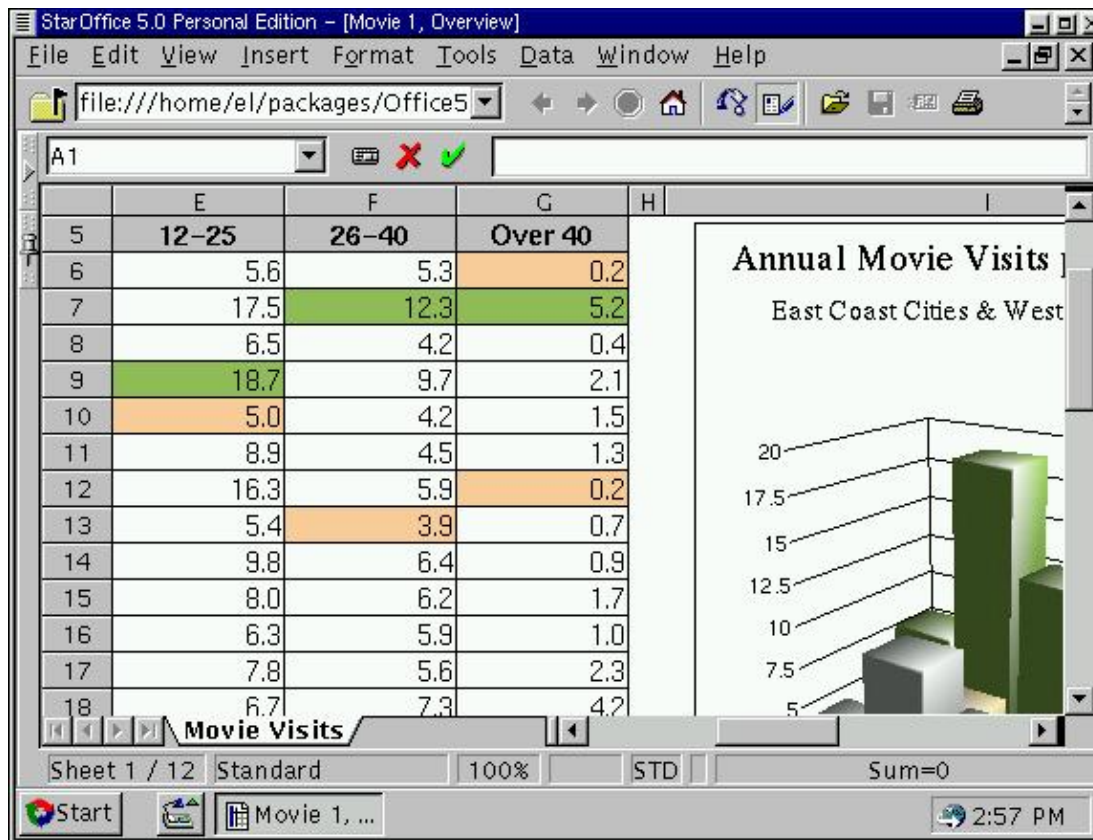 StarOffice 5.0 Personal Edition – [Movie 1, Overview]
File Edit View Insert Format Tools Data Window Help
file:///home/el/packages/Office5
A1
E F G H I
5 12–25 26–40 Over 40
6 5.6 5.3 0.2
7 17.5 12.3 5.2
8 6.5 4.2 0.4
9 18.7 9.7 2.1
10 5.0 4.2 1.5
11 8.9 4.5 1.3
12 16.3 5.9 0.2
13 5.4 3.9 0.7
14 9.8 6.4 0.9
15 8.0 6.2 1.7
16 6.3 5.9 1.0
17 7.8 5.6 2.3
18 6.7 7.3 4.2
Annual Movie Visits
East Coast Cities & West
20
17.5
15
12.5
10
7.5
5
Movie Visits
Sheet 1 / 12 Standard 100% STD Sum=0
Start Movie 1, ... 2:57 PM